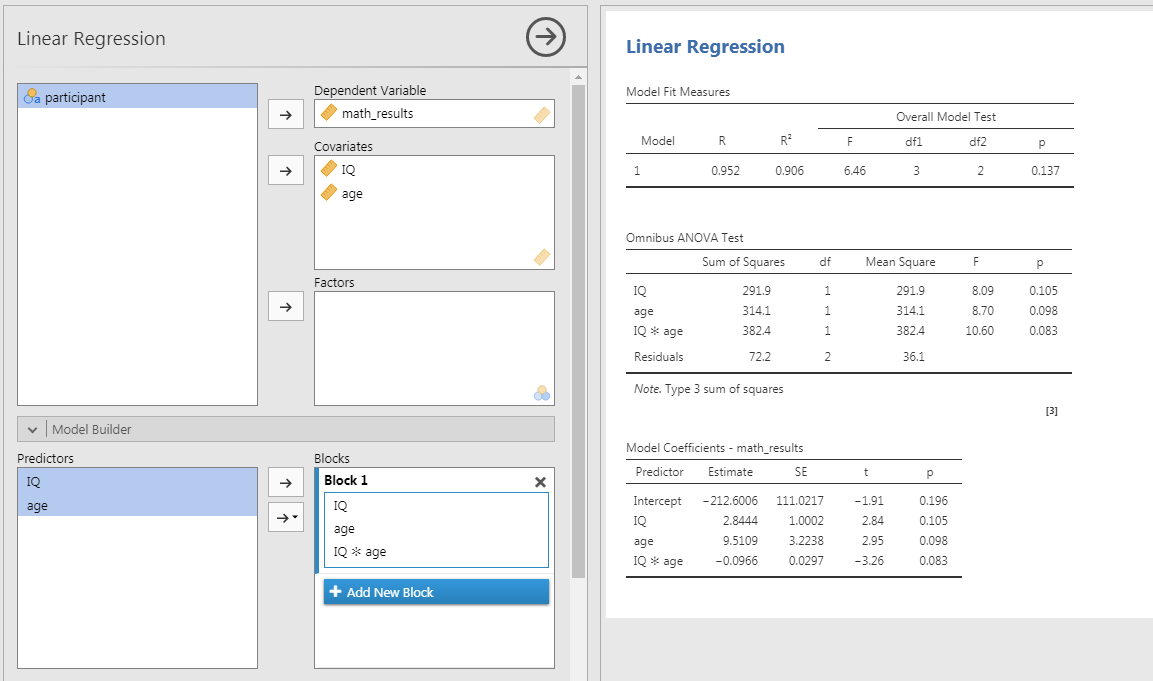 Linear Regression
participant
Dependent Variable
math_results
Covariates
IQ
age
Factors
Model Builder
Predictors
IQ
age
Blocks
Block 1
IQ
age
IQ ✻ age
Add New Block
Linear Regression
Model Fit Measures
Overall Model Test
Model R R² F df1 df2 p
1 0.952 0.906 6.46 3 2 0.137
Omnibus ANOVA Test
Sum of Squares df Mean Square F p
IQ 291.9 1 291.9 8.09 0.105
age 314.1 1 314.1 8.70 0.098
IQ ✻ age 382.4 1 382.4 10.60 0.083
Residuals 72.2 2 36.1
Note. Type 3 sum of squares
[3]
Model Coefficients - math_results
Predictor Estimate SE t p
Intercept −212.6006 111.0217 −1.91 0.196
IQ 2.8444 1.0002 2.84 0.105
age 9.5109 3.2238 2.95 0.098
IQ ✻ age −0.0966 0.0297 −3.26 0.083